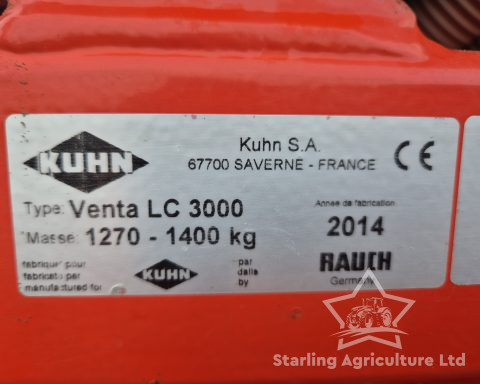 KUHN
Kuhn S.A.
67700 SAVERNE - FRANCE
CE
Type: Venta LC 3000
Masse: 1270 - 1400 kg
Année de fabrication
2014
fabriqué pour
fabbricato per
manufactured for
KUHN
par
dalla
by
RAUCH
Germany
Starling Agriculture Ltd